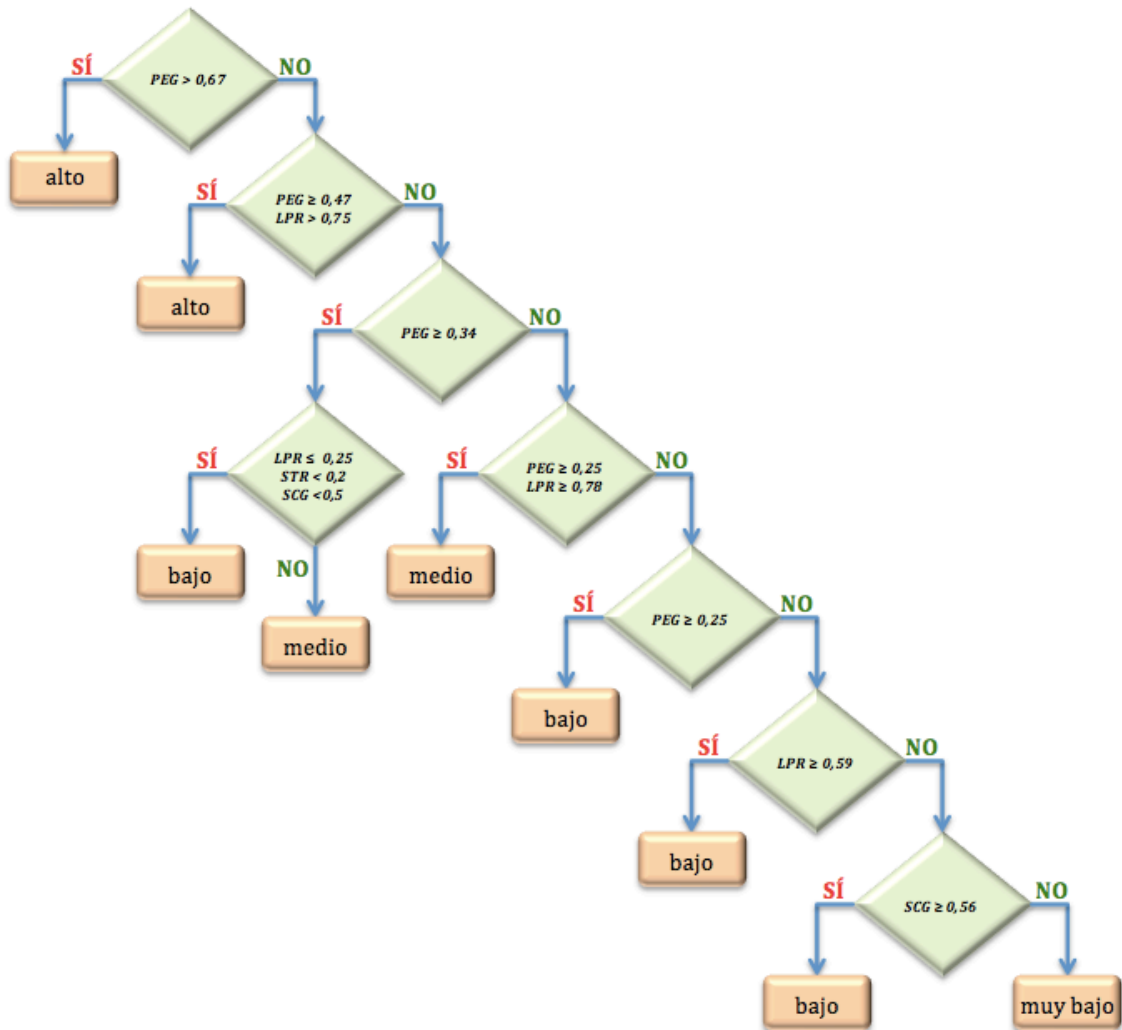 SÍ
PEG > 0,67
NO
alto
SÍ
PEG ≥ 0,47
LPR > 0,75
NO
alto
SÍ
PEG ≥ 0,34
NO
SÍ
LPR ≤ 0,25
STR < 0,2
SCG <0,5
NO
bajo
medio
SÍ
PEG ≥ 0,25
LPR ≥ 0,78
NO
medio
SÍ
PEG ≥ 0,25
NO
bajo
SÍ
LPR ≥ 0,59
NO
bajo
SÍ
SCG ≥ 0,56
NO
bajo
muy bajo